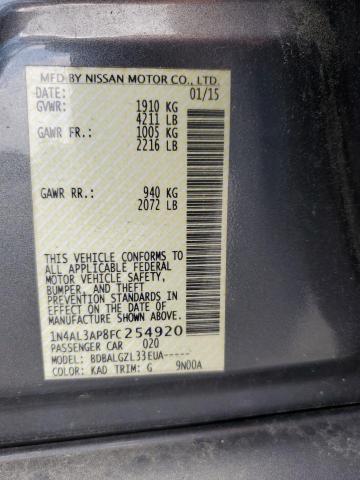 MFD BY NISSAN MOTOR CO., LTD.
DATE: 01/15
GVWR: 1910 KG
4211 LB
GAWR FR.: 1005 KG
2216 LB
GAWR RR.: 940 KG
2072 LB
THIS VEHICLE CONFORMS TO
ALL APPLICABLE FEDERAL
MOTOR VEHICLE SAFETY,
BUMPER, AND THEFT
PREVENTION STANDARDS IN
EFFECT ON THE DATE OF
MANUFACTURE SHOWN ABOVE.
1N4AL3AP8FC254920
PASSENGER CAR 020
MODEL: BDBALGZL33EUA-----
COLOR: KAD TRIM: G 9N00A